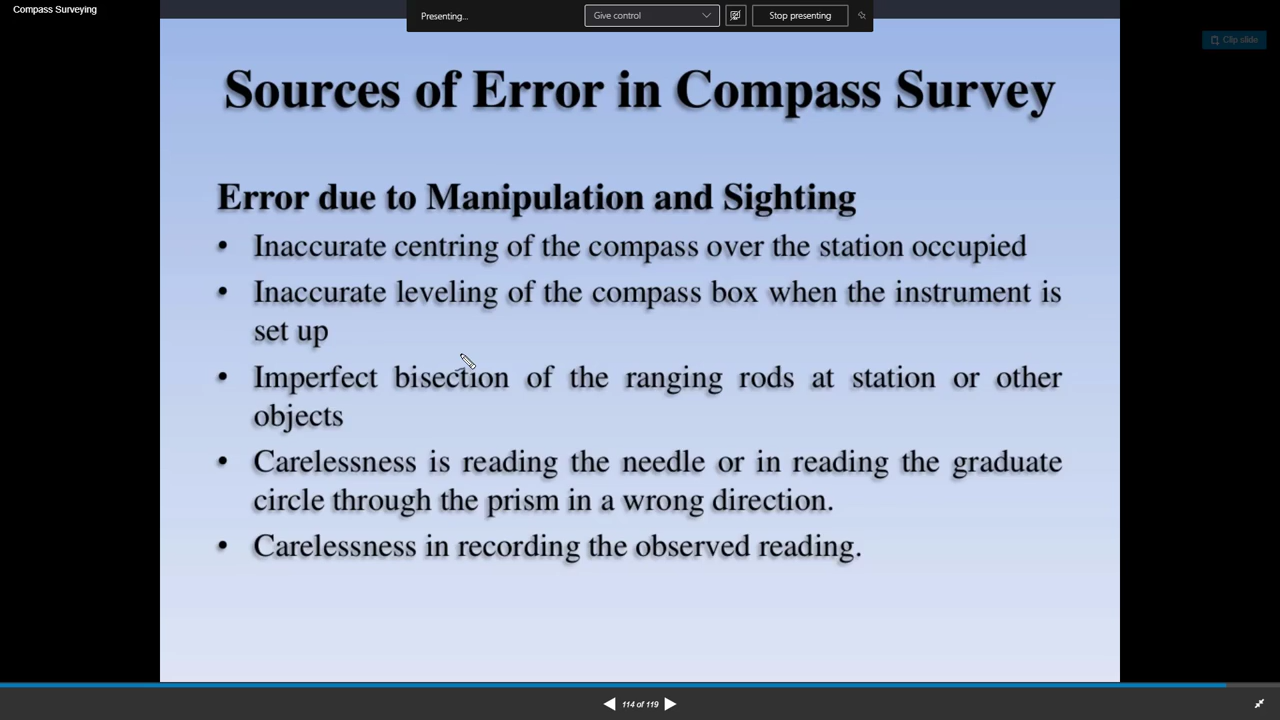 Compass Surveying
Presenting...
Give control
Stop presenting
Clip slide
Sources of Error in Compass Survey
Error due to Manipulation and Sighting
• Inaccurate centring of the compass over the station occupied
• Inaccurate leveling of the compass box when the instrument is
set up
• Imperfect bisection of the ranging rods at station or other
objects
• Carelessness is reading the needle or in reading the graduate
circle through the prism in a wrong direction.
• Carelessness in recording the observed reading.
114 of 119